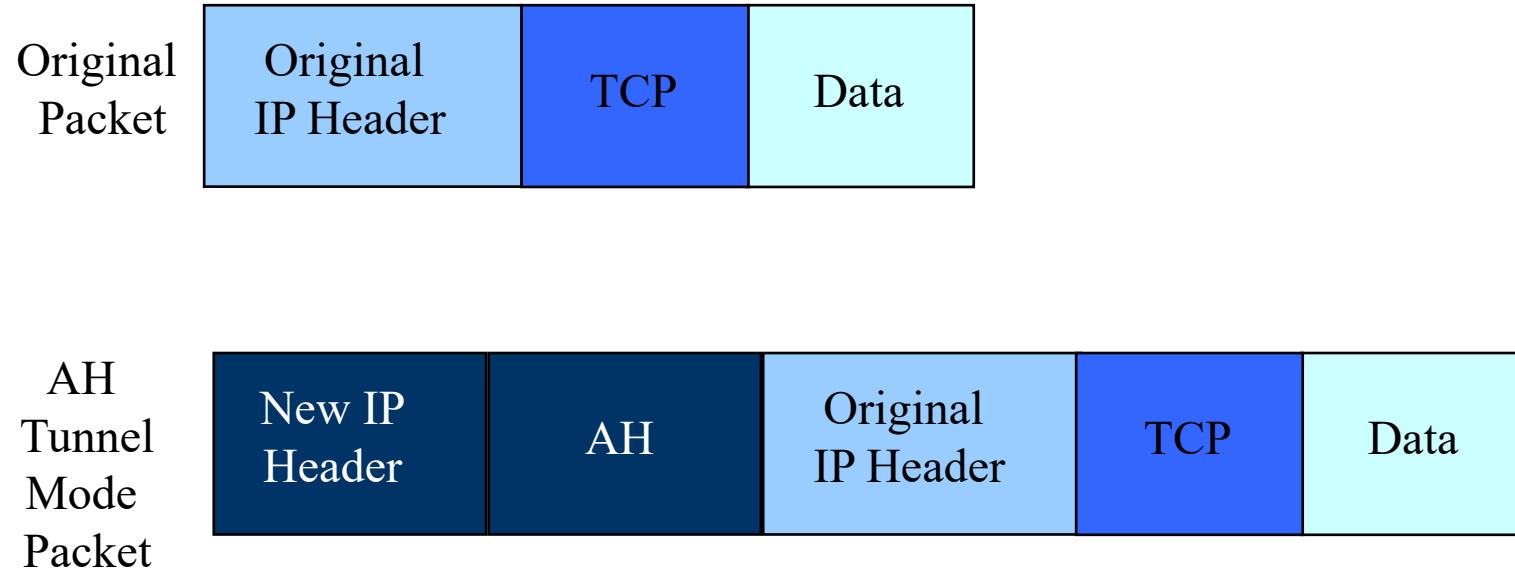 Original
Packet
Original
IP Header
TCP
Data
AH
Tunnel
Mode
Packet
New IP
Header
AH
Original
IP Header
TCP
Data